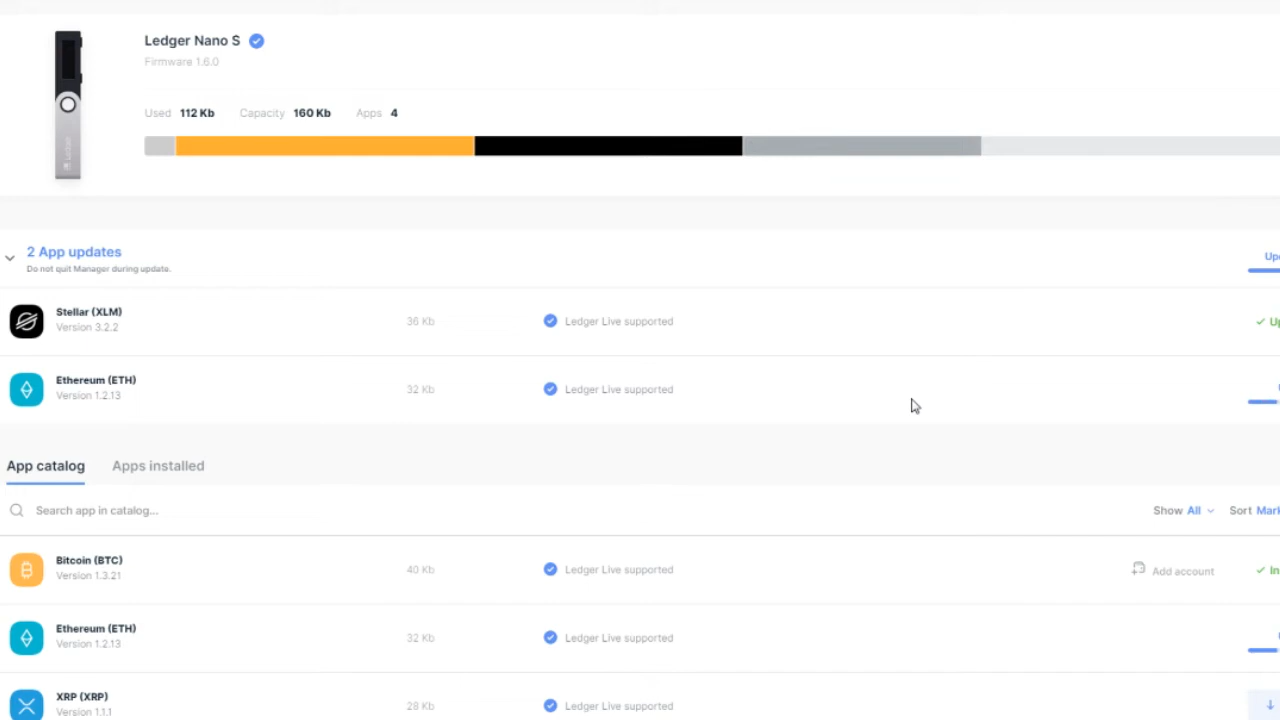 Ledger Nano S
Firmware 1.6.0
Used 112 Kb Capacity 160 Kb Apps 4
2 App updates
Do not quit Manager during update.
Stellar (XLM)
Version 3.2.2
36 Kb
Ledger Live supported
Ethereum (ETH)
Version 1.2.13
32 Kb
Ledger Live supported
App catalog Apps installed
Search app in catalog...
Show All Sort
Bitcoin (BTC)
Version 1.3.21
40 Kb
Ledger Live supported
Add account
Ethereum (ETH)
Version 1.2.13
32 Kb
Ledger Live supported
XRP (XRP)
Version 1.1.1
28 Kb
Ledger Live supported